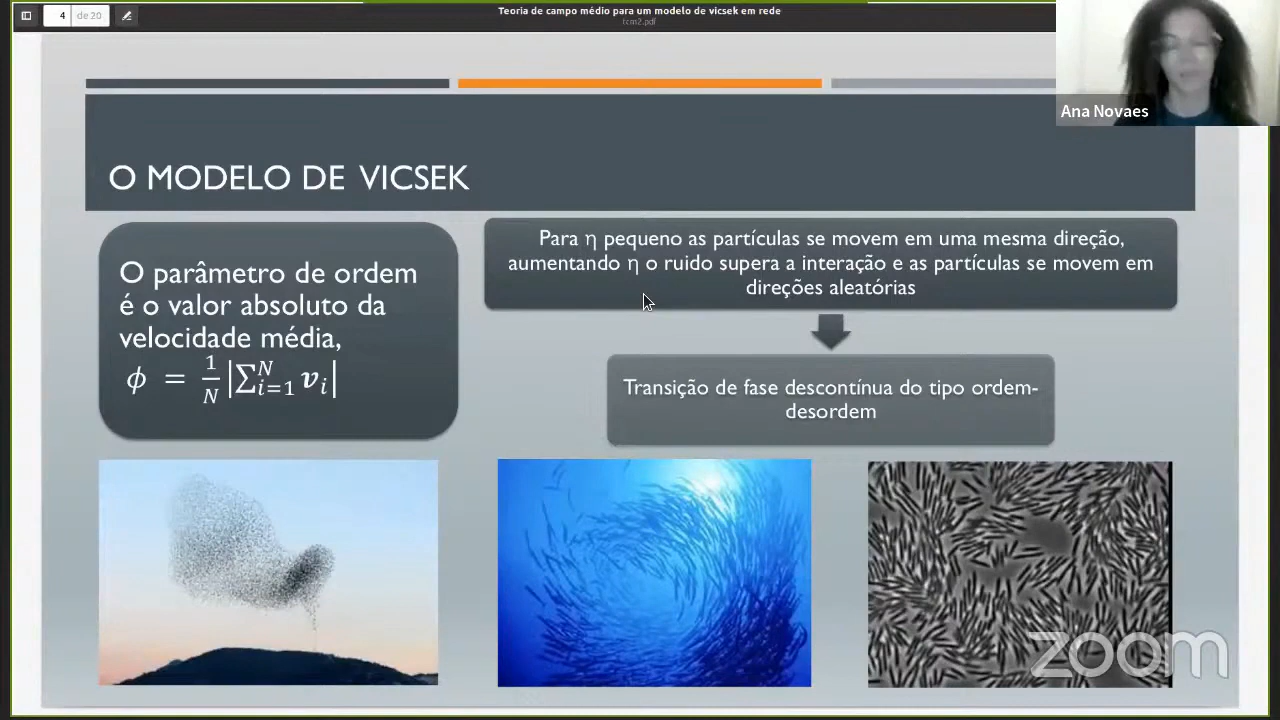 4 de 20
Teoria de campo médio para um modelo de vicsek em rede
tcm2.pdf
Ana Novaes
O MODELO DE VICSEK
O parâmetro de ordem
é o valor absoluto da
velocidade média,
ϕ = 1/N |∑_{i=1}^{N} v_i|
Para η pequeno as partículas se movem em uma mesma direção,
aumentando η o ruido supera a interação e as partículas se movem em
direções aleatórias
Transição de fase descontínua do tipo ordem-
desordem
zoom